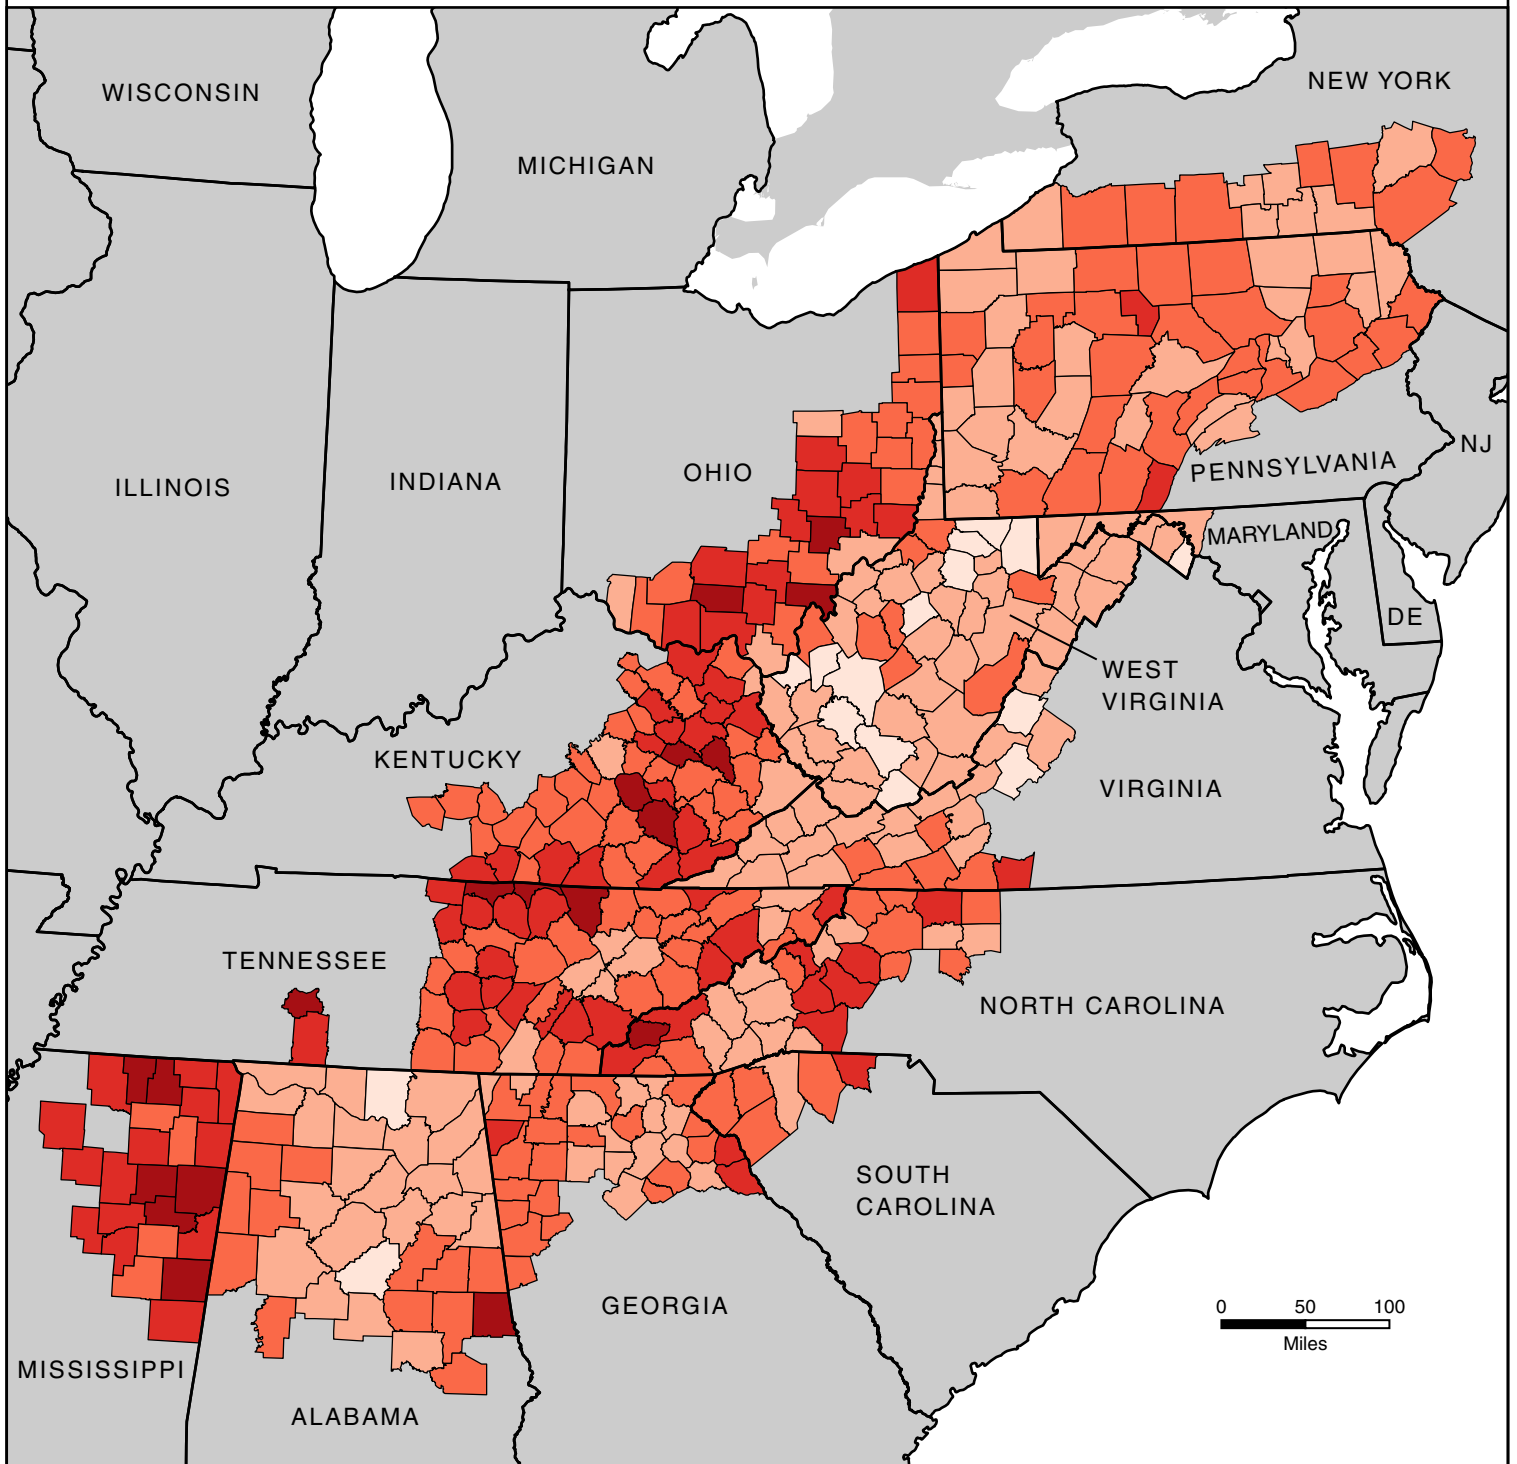 NEW YORK
WISCONSIN
MICHIGAN
NJ
PENNSYLVANIA
OHIO
INDIANA
ILLINOIS
MARYLAND
DE
WEST
VIRGINIA
KENTUCKY
VIRGINIA
TENNESSEE
NORTH CAROLINA
SOUTH
CAROLINA
GEORGIA
0 50 100
Miles
MISSISSIPPI
ALABAMA